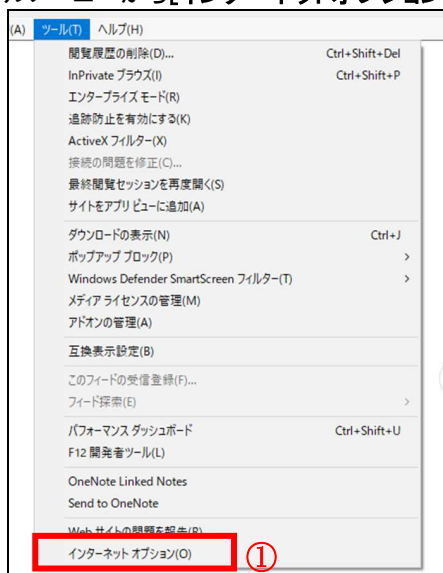 (A) ツール(T) ヘルプ(H)
閲覧履歴の削除(D)... Ctrl+Shift+Del
InPrivate ブラウズ(I) Ctrl+Shift+P
エンタープライズ モード(R)
追跡防止を有効にする(K)
ActiveX フィルター(X)
接続の問題を修正(C)...
最終閲覧セッションを再度開く(S)
サイトをアプリ ビューに追加(A)
ダウンロードの表示(N) Ctrl+J
ポップアップ ブロック(P)
Windows Defender SmartScreen フィルター(T)
メディア ライセンスの管理(M)
アドオンの管理(A)
互換表示設定(B)
このフィードの受信登録(F)...
フィード探索(E)
パフォーマンス ダッシュボード Ctrl+Shift+U
F12 開発者ツール(L)
OneNote Linked Notes
Send to OneNote
Web サイトの問題を報告(R)
インターネット オプション(O) ①